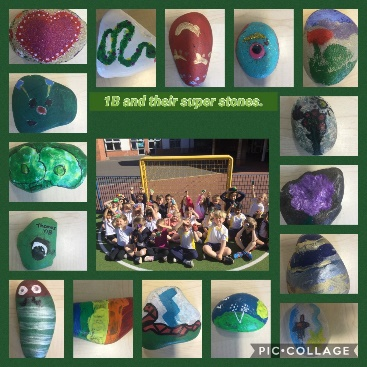 1B and their super stones.
PIC•COLLAGE